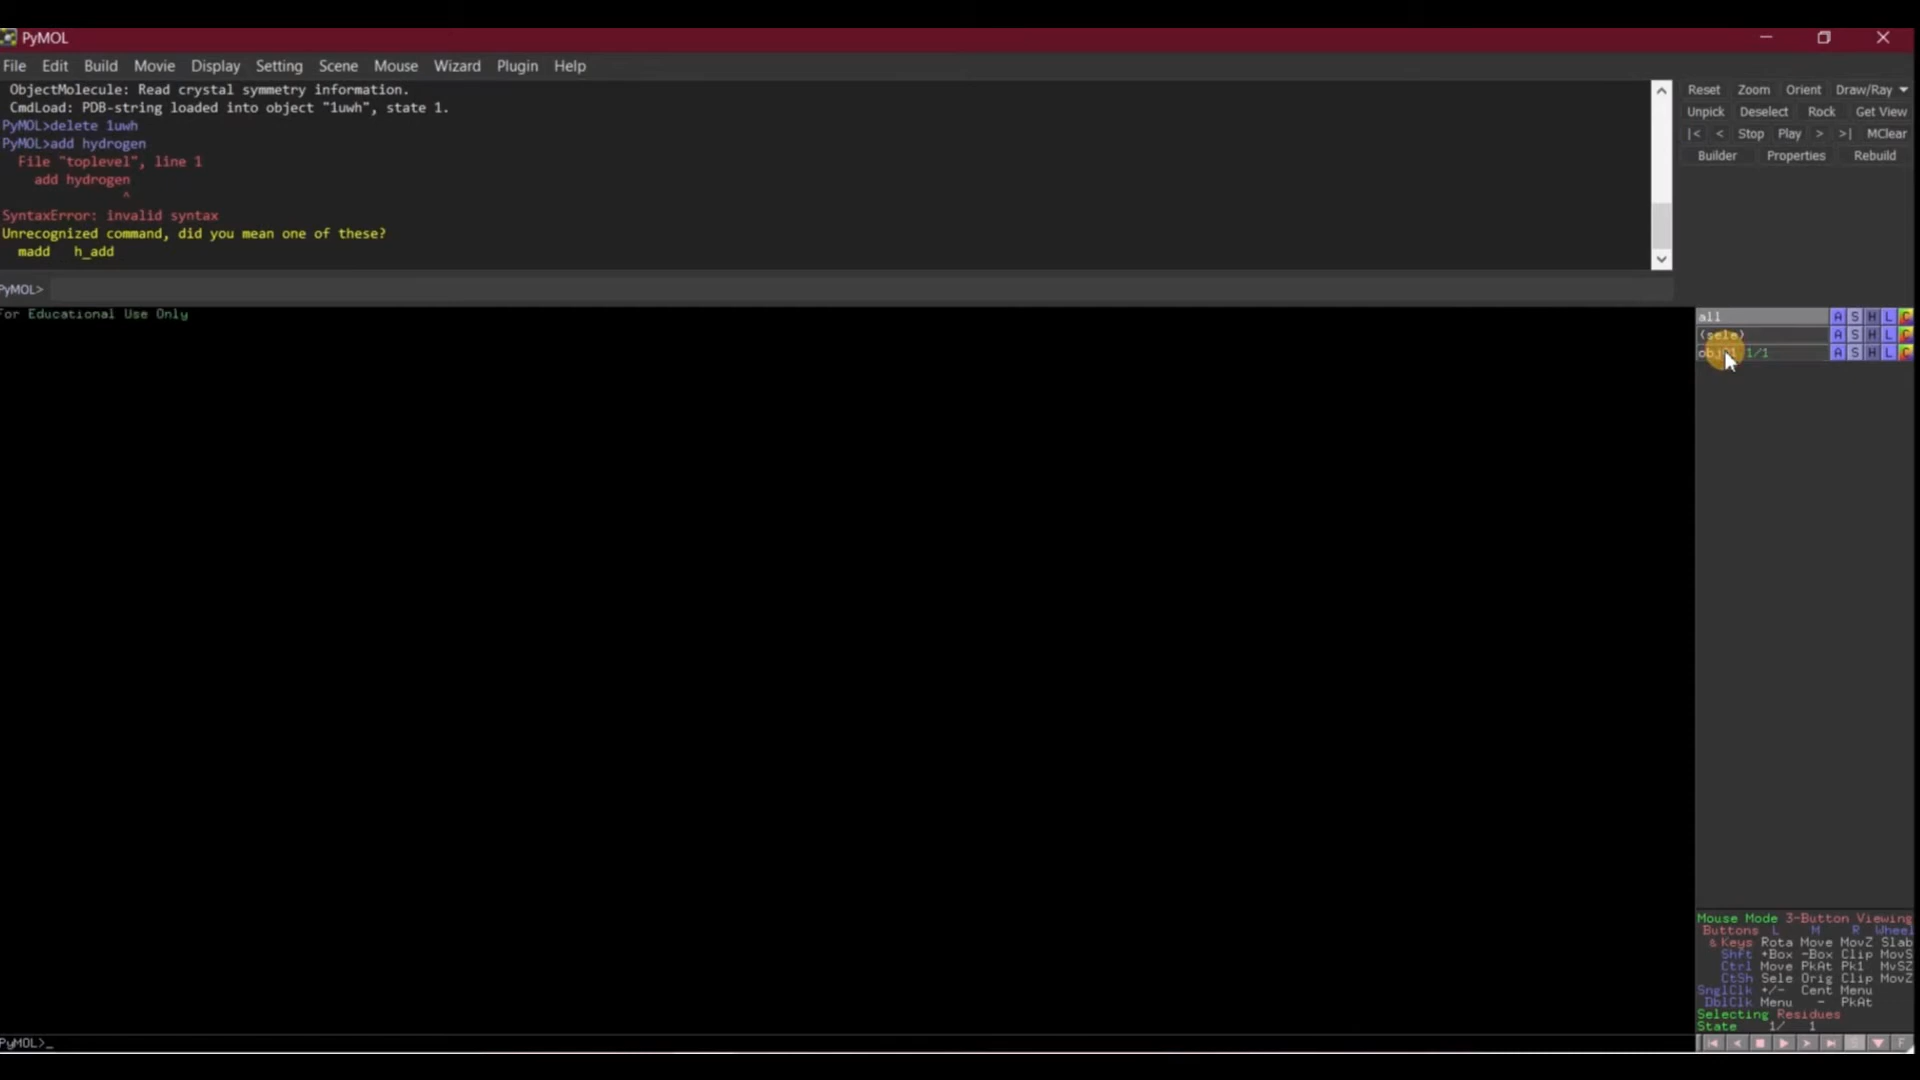 PyMOL
File Edit Build Movie Display Setting Scene Mouse Wizard Plugin Help
ObjectMolecule: Read crystal symmetry information.
CmdLoad: PDB-string loaded into object "1uwh", state 1.
PyMOL>delete 1uwh
PyMOL>add hydrogen
File "toplevel", line 1
add hydrogen
^
SyntaxError: invalid syntax
Unrecognized command, did you mean one of these?
madd h_add
PyMOL>
Reset Zoom Orient Draw/Ray
Unpick Deselect Rock Get View
|< < Stop Play > >| MClear
Builder Properties Rebuild
For Educational Use Only
all A S H L C
(sele) A S H L C
1/1 A S H L C
Mouse Mode 3-Button Viewing
Buttons L M R Wheel
& Keys Rota Move MovZ Slab
Shft +Box -Box Clip MovS
Ctrl Move PkAt Pk1 MvSZ
CtSh Sele Orig Clip MovZ
SnglClk +/- Cent Menu
DblClk Menu - PkAt
Selecting Residues
State 1/ 1
PyMOL>_
S F